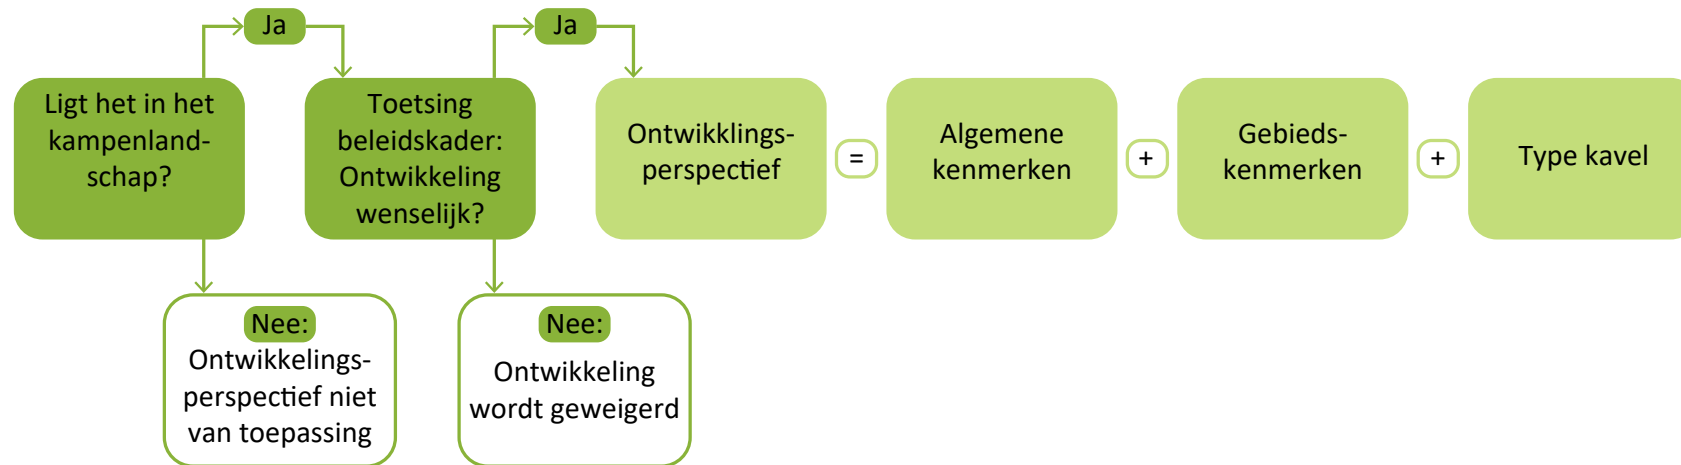 Ja
Ja
Ligt het in het
kampenland-
schap?
Toetsing
beleidskader:
Ontwikkeling
wenselijk?
Ontwikklings-
perspectief
=
Algemene
kenmerken
+
Gebieds-
kenmerken
+
Type kavel
Nee:
Ontwikkelings-
perspectief niet
van toepassing
Nee:
Ontwikkeling
wordt geweigerd